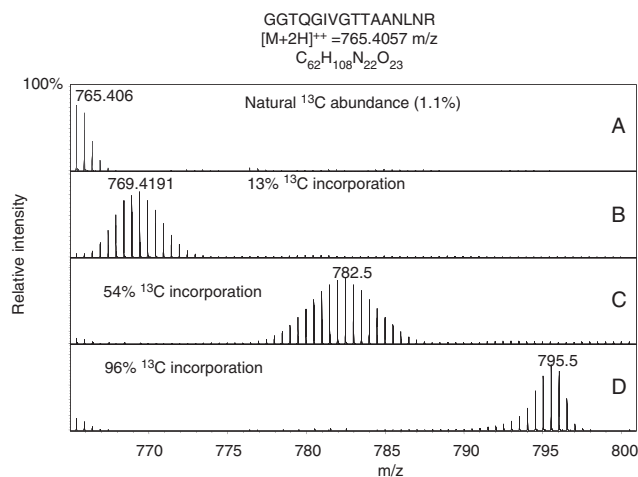 GGTQGIVGTTAANLNR
[M+2H]⁺⁺ =765.4057 m/z
C₆₂H₁₀₈N₂₂O₂₃
100%
765.406
Natural ¹³C abundance (1.1%)
A
769.4191
13% ¹³C incorporation
B
782.5
54% ¹³C incorporation
C
795.5
96% ¹³C incorporation
D
Relative intensity
770 775 780 785 790 795 800
m/z